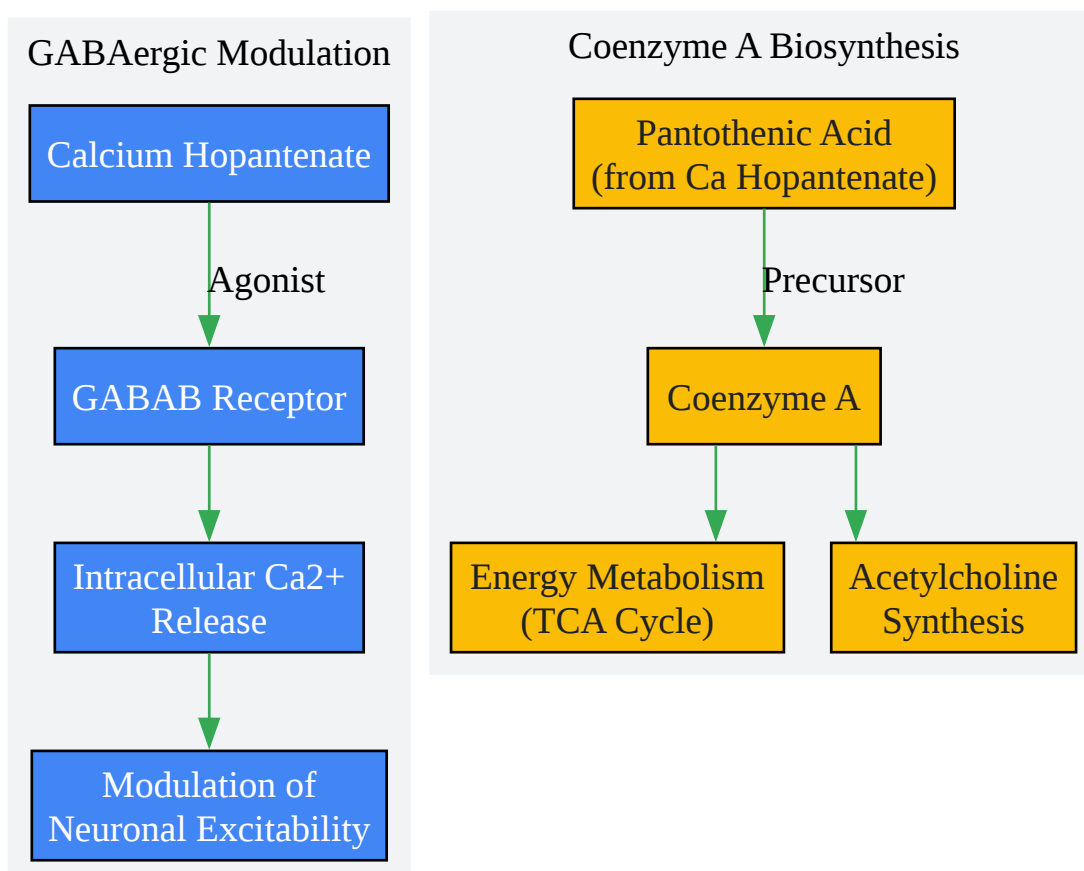 GABAergic Modulation
Calcium Hopantenate
Agonist
GABAB Receptor
Intracellular Ca2+
Release
Modulation of
Neuronal Excitability
Coenzyme A Biosynthesis
Pantothenic Acid
(from Ca Hopantenate)
Precursor
Coenzyme A
Energy Metabolism
(TCA Cycle)
Acetylcholine
Synthesis